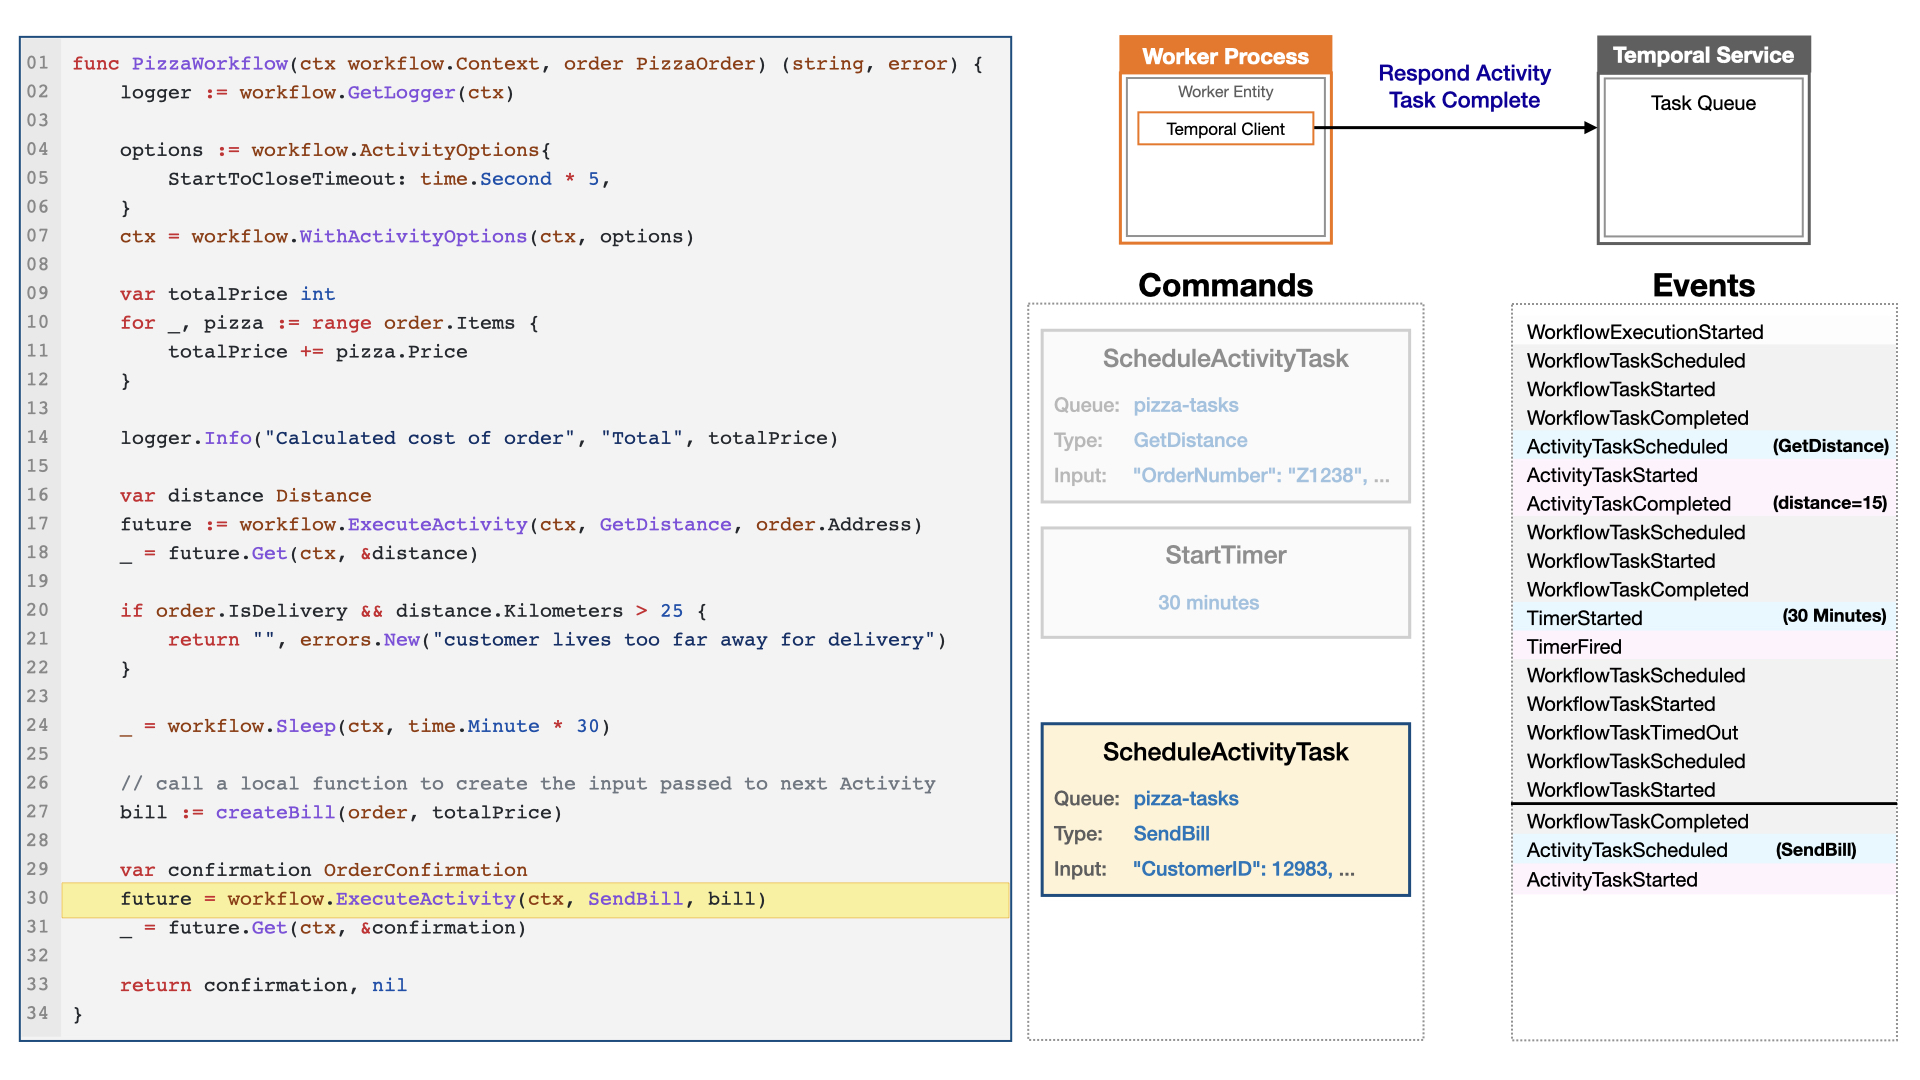 01 func PizzaWorkflow(ctx workflow.Context, order PizzaOrder) (string, error) {
02     logger := workflow.GetLogger(ctx)
03
04     options := workflow.ActivityOptions{
05         StartToCloseTimeout: time.Second * 5,
06     }
07     ctx = workflow.WithActivityOptions(ctx, options)
08
09     var totalPrice int
10     for _, pizza := range order.Items {
11         totalPrice += pizza.Price
12     }
13
14     logger.Info("Calculated cost of order", "Total", totalPrice)
15
16     var distance Distance
17     future := workflow.ExecuteActivity(ctx, GetDistance, order.Address)
18     _ = future.Get(ctx, &distance)
19
20     if order.IsDelivery && distance.Kilometers > 25 {
21         return "", errors.New("customer lives too far away for delivery")
22     }
23
24     _ = workflow.Sleep(ctx, time.Minute * 30)
25
26     // call a local function to create the input passed to next Activity
27     bill := createBill(order, totalPrice)
28
29     var confirmation OrderConfirmation
30     future = workflow.ExecuteActivity(ctx, SendBill, bill)
31     _ = future.Get(ctx, &confirmation)
32
33     return confirmation, nil
34 }
Worker Process
Worker Entity
Temporal Client
Respond Activity
Task Complete
Temporal Service
Task Queue
Commands
ScheduleActivityTask
Queue: pizza-tasks
Type: GetDistance
Input: "OrderNumber": "Z1238", ...
StartTimer
30 minutes
ScheduleActivityTask
Queue: pizza-tasks
Type: SendBill
Input: "CustomerID": 12983, ...
Events
WorkflowExecutionStarted
WorkflowTaskScheduled
WorkflowTaskStarted
WorkflowTaskCompleted
ActivityTaskScheduled (GetDistance)
ActivityTaskStarted
ActivityTaskCompleted (distance=15)
WorkflowTaskScheduled
WorkflowTaskStarted
WorkflowTaskCompleted
TimerStarted (30 Minutes)
TimerFired
WorkflowTaskScheduled
WorkflowTaskStarted
WorkflowTaskTimedOut
WorkflowTaskScheduled
WorkflowTaskStarted
WorkflowTaskCompleted
ActivityTaskScheduled (SendBill)
ActivityTaskStarted